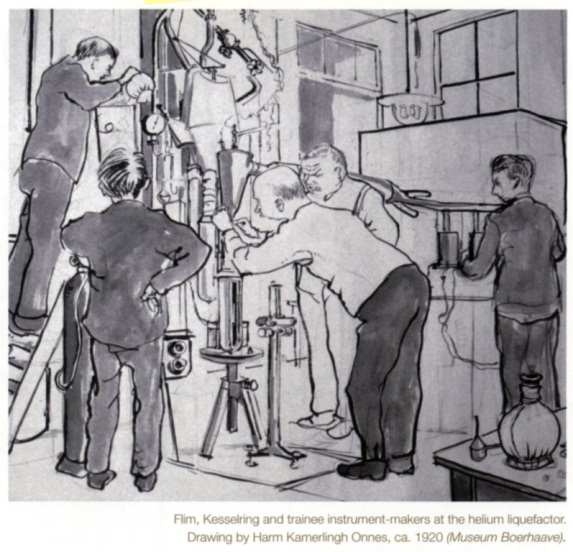 Flim, Kesselring and trainee instrument-makers at the helium liquefactor.
Drawing by Harm Kamerlingh Onnes, ca. 1920 (Museum Boerhaave).